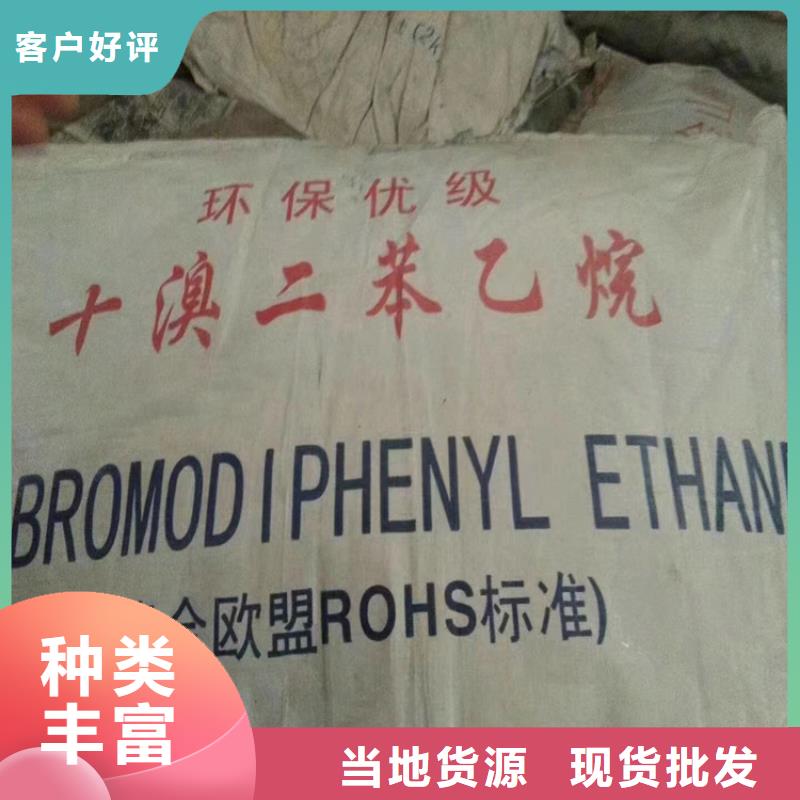 客户好评
环保优级
十溴二苯乙烷
BROMODIPHENYL ETHAN
合欧盟ROHS标准)
种类
丰富
当地货源 现货批发